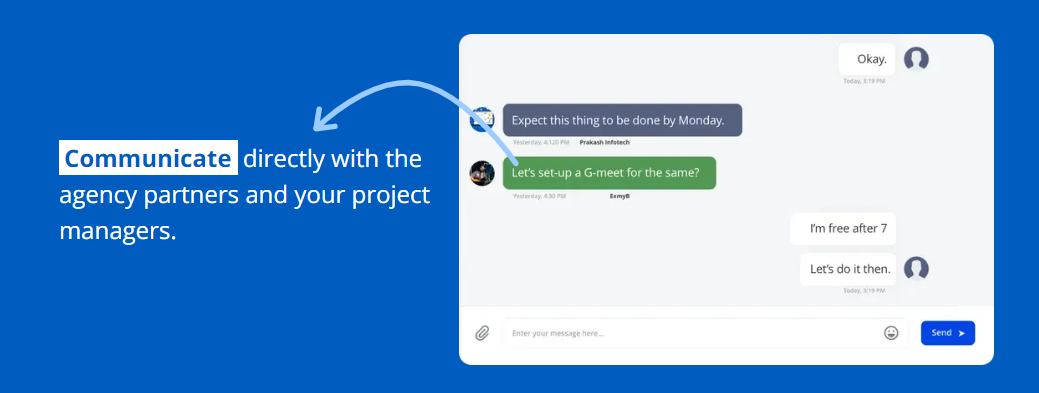 Communicate directly with the
agency partners and your project
managers.
Okay.
Today, 3:19 PM
Expect this thing to be done by Monday.
Yesterday, 4:120 PM Prakash Infotech
Let's set-up a G-meet for the same?
Yesterday, 4:30 PM ExmyB
I'm free after 7
Let's do it then.
Today, 3:19 PM
Enter your message here...
Send